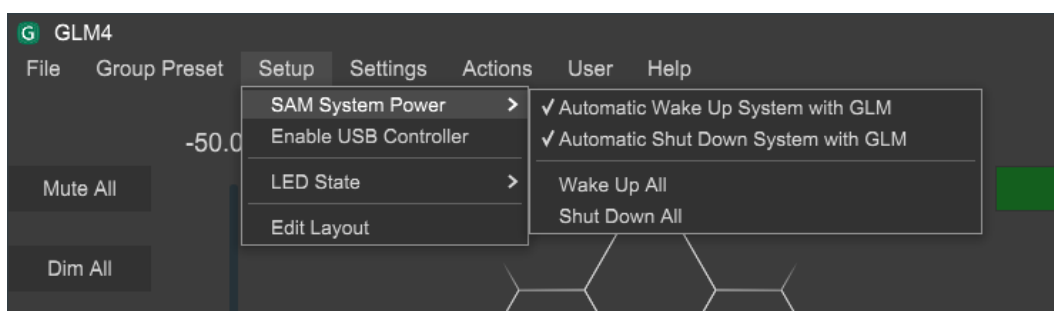 GLM4
File Group Preset Setup Settings Actions User Help
SAM System Power
✓ Automatic Wake Up System with GLM
Enable USB Controller
✓ Automatic Shut Down System with GLM
-50.0
LED State
Wake Up All
Mute All
Shut Down All
Edit Layout
Dim All